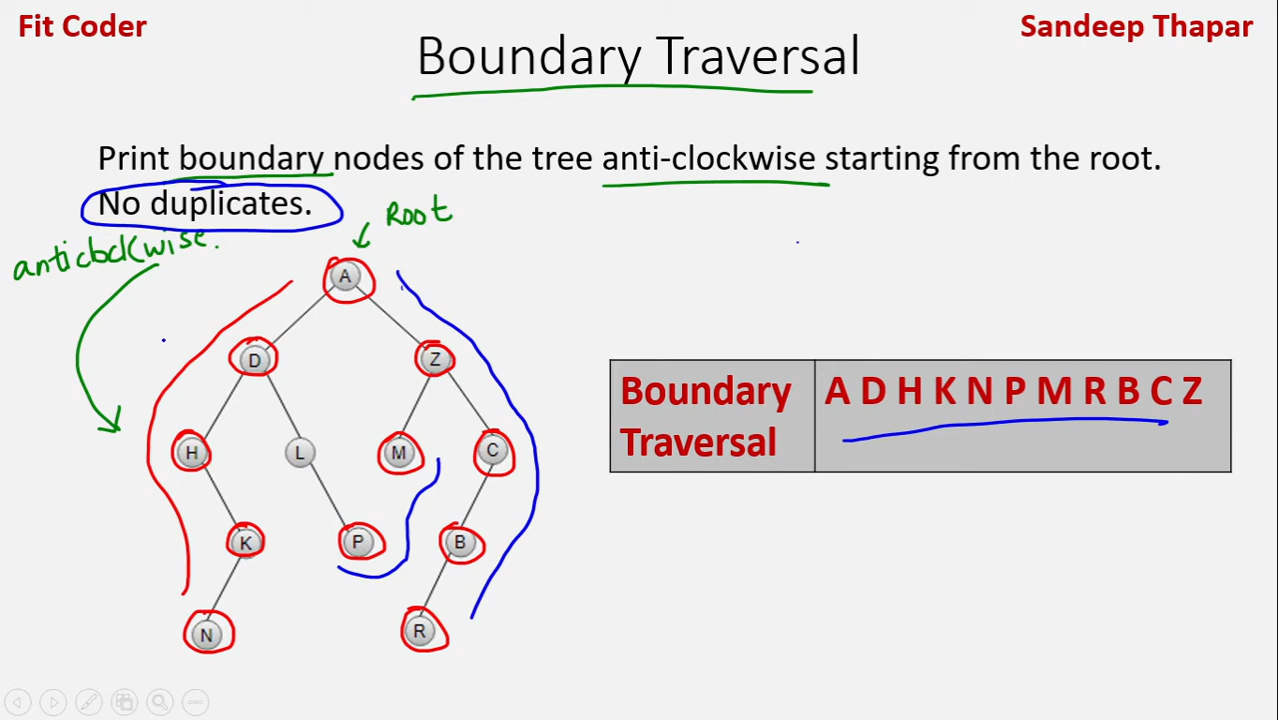 Fit Coder
Sandeep Thapar
Boundary Traversal
Print boundary nodes of the tree anti-clockwise starting from the root.
No duplicates.
anticlockwise.
Root
A
D
Z
H
L
M
C
K
P
B
N
R
Boundary
Traversal
A D H K N P M R B C Z